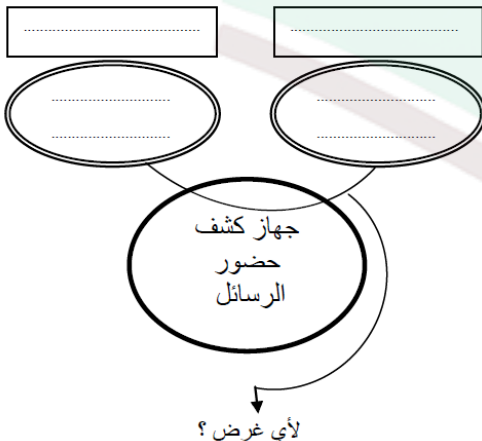 جهاز كشف
حضور
الرسائل
لأي غرض ؟